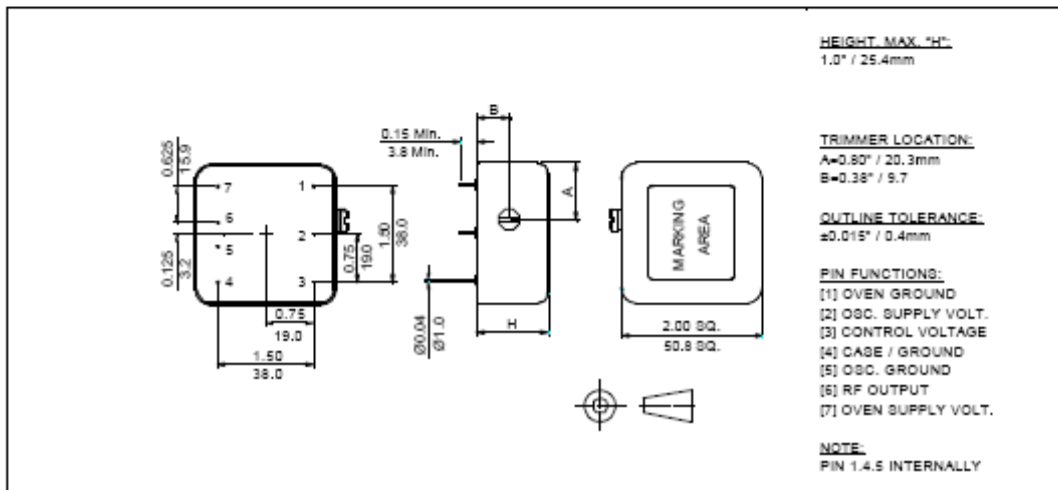 HEIGHT. MAX. "H":
1.0" / 25.4mm
TRIMMER LOCATION:
A=0.80" / 20.3mm
B=0.38" / 9.7
OUTLINE TOLERANCE:
±0.015" / 0.4mm
PIN FUNCTIONS:
[1] OVEN GROUND
[2] OSC. SUPPLY VOLT.
[3] CONTROL VOLTAGE
[4] CASE / GROUND
[5] OSC. GROUND
[6] RF OUTPUT
[7] OVEN SUPPLY VOLT.
NOTE:
PIN 1.4.5 INTERNALLY
0.625
15.9
0.125
3.2
7
6
5
4
1
2
3
0.75
19.0
1.50
38.0
0.75
19.0
1.50
38.0
0.15 Min.
3.8 Min.
B
A
Ø0.04
Ø1.0
H
MARKING
AREA
2.00 SQ.
50.8 SQ.